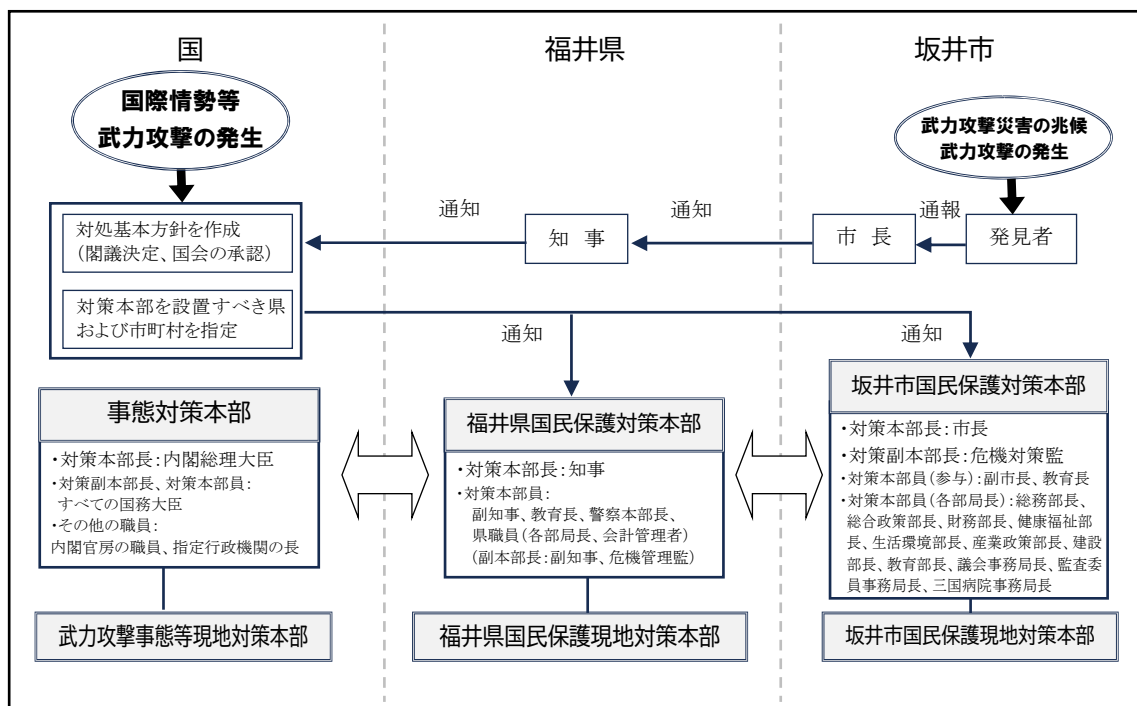 国
福井県
坂井市
国際情勢等
武力攻撃の発生
武力攻撃災害の兆候
武力攻撃の発生
対処基本方針を作成
(閣議決定、国会の承認)
通知
知 事
通知
市 長
通報
発見者
対策本部を設置すべき県
および市町村を指定
通知
通知
事態対策本部
・対策本部長:内閣総理大臣
・対策副本部長、対策本部員:
すべての国務大臣
・その他の職員:
内閣官房の職員、指定行政機関の長
武力攻撃事態等現地対策本部
福井県国民保護対策本部
・対策本部長:知事
・対策本部員:
副知事、教育長、警察本部長、
県職員(各部局長、会計管理者)
(副本部長:副知事、危機管理監)
福井県国民保護現地対策本部
坂井市国民保護対策本部
・対策本部長:市長
・対策副本部長:危機対策監
・対策本部員(参与):副市長、教育長
・対策本部員(各部局長):総務部長、
総合政策部長、財務部長、健康福祉部
長、生活環境部長、産業政策部長、建設
部長、教育部長、議会事務局長、監査委
員事務局長、三国病院事務局長
坂井市国民保護現地対策本部